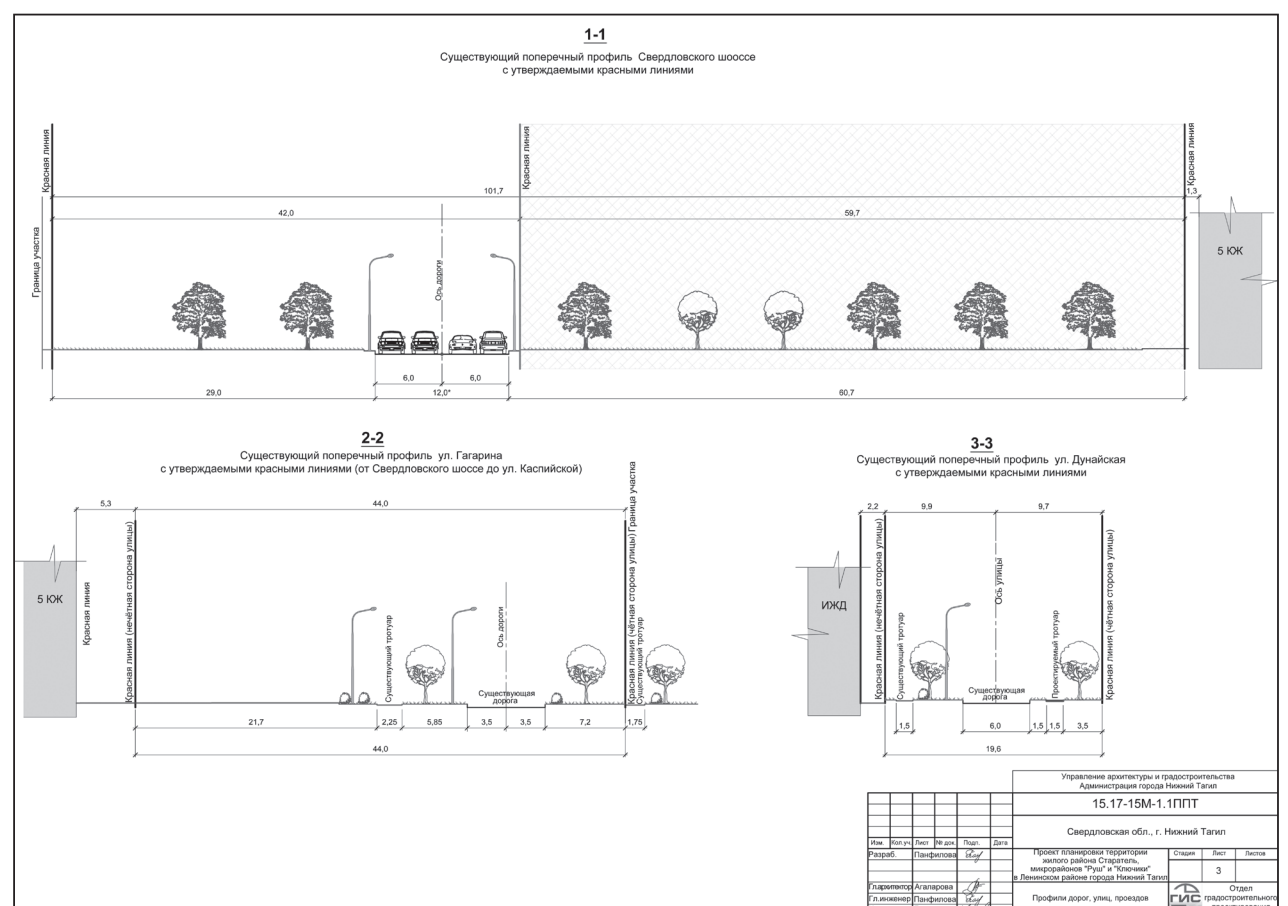 1-1
Существующий поперечный профиль Свердловского шооссе
с утверждаемыми красными линиями
Красная линия
Красная линия
Красная линия
101,7
1,3
42,0
59,7
Граница участка
Ось дороги
5 КЖ
6,0
6,0
29,0
12,0*
60,7
2-2
Существующий поперечный профиль ул. Гагарина
с утверждаемыми красными линиями (от Свердловского шоссе до ул. Каспийской)
5,3
44,0
5 КЖ
Красная линия
Красная линия (нечётная сторона улицы)
Существующий тротуар
Ось дороги
Существующая
дорога
Красная линия (чётная сторона улицы)
Граница участка
Существующий тротуар
21,7
2,25
5,85
3,5
3,5
7,2
1,75
44,0
3-3
Существующий поперечный профиль ул. Дунайская
с утверждаемыми красными линиями
2,2
9,9
9,7
ИЖД
Красная линия (нечётная сторона улицы)
Существующий тротуар
Ось улицы
Существующая
дорога
Проектируемый тротуар
Красная линия (чётная сторона улицы)
1,5
6,0
1,5
1,5
3,5
19,6
Управление архитектуры и градостроительства
Администрация города Нижний Тагил
15.17-15М-1.1ППТ
Свердловская обл., г. Нижний Тагил
Изм. Кол.уч. Лист № док. Подп. Дата
Разраб. Панфилова
Проект планировки территории
жилого района Старатель,
микрорайонов "Руш" и "Ключики"
в Ленинском районе города Нижний Тагил
Стадия Лист Листов
3
Гл.архитектор Агаларова
Гл.инженер Панфилова
Профили дорог, улиц, проездов
ГИС
Отдел
градостроительного